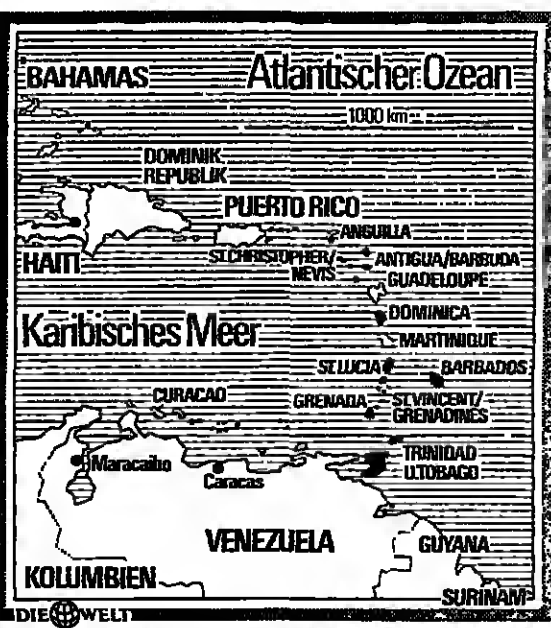 BAHAMAS
Atlantischer Ozean
1000 km
DOMINIK.
REPUBLIK
PUERTO RICO
ANGUILLA
HAITI
ST.CHRISTOPHER/
NEVIS
ANTIGUA/BARBUDA
GUADELOUPE
DOMINICA
Karibisches Meer
MARTINIQUE
ST.LUCIA
BARBADOS
CURACAO
GRENADA
ST.VINCENT/
GRENADINES
Maracaibo
Caracas
TRINIDAD
U.TOBAGO
VENEZUELA
GUYANA
KOLUMBIEN
SURINAM
DIE WELT